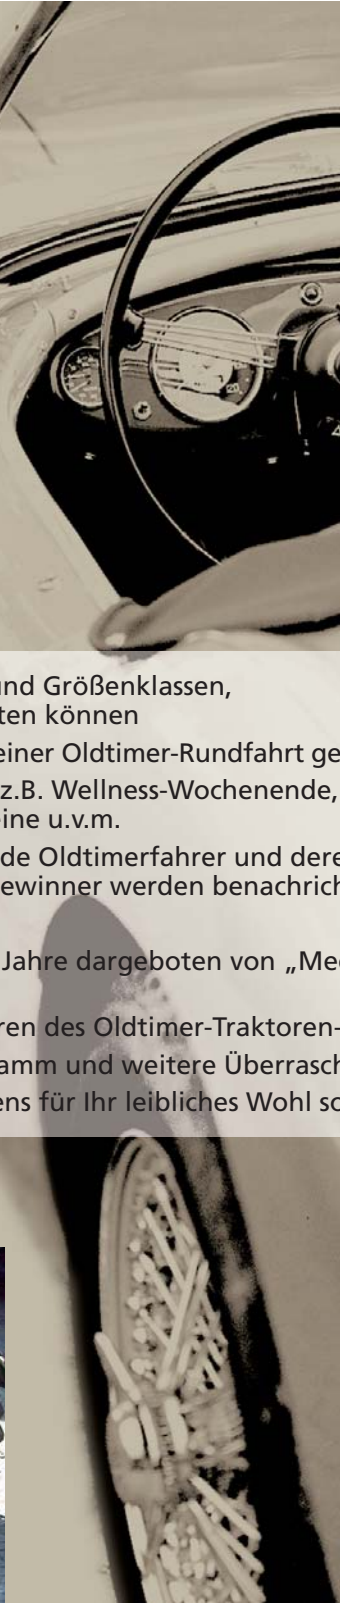 und Größenklassen,
ten können
einer Oldtimer-Rundfahrt ge
z.B. Wellness-Wochenende,
ine u.v.m.
de Oldtimerfahrer und dere
ewinner werden benachrich
Jahre dargeboten von „Me
ren des Oldtimer-Traktoren-
amm und weitere Überrasch
ens für Ihr leibliches Wohl so